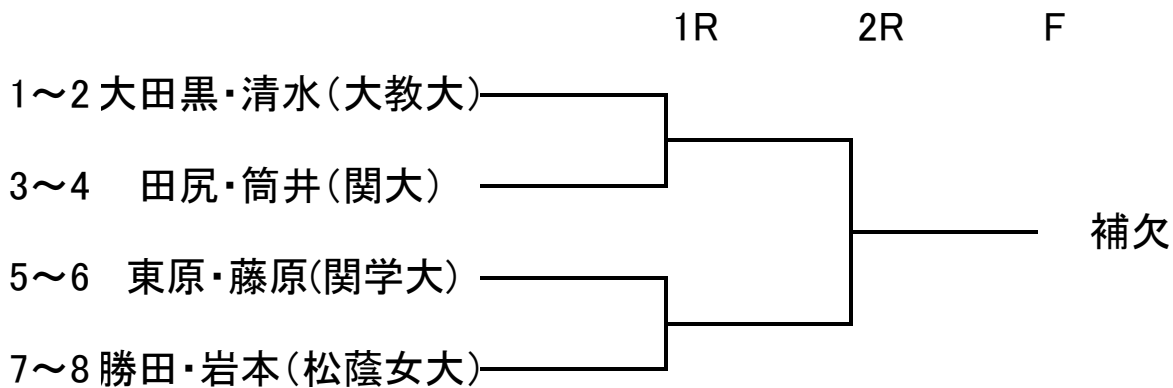 1R 2R F
1～2 大田黒・清水（大教大）
3～4 田尻・筒井（関大）
補欠
5～6 東原・藤原(関学大）
7～8 勝田・岩本（松蔭女大）